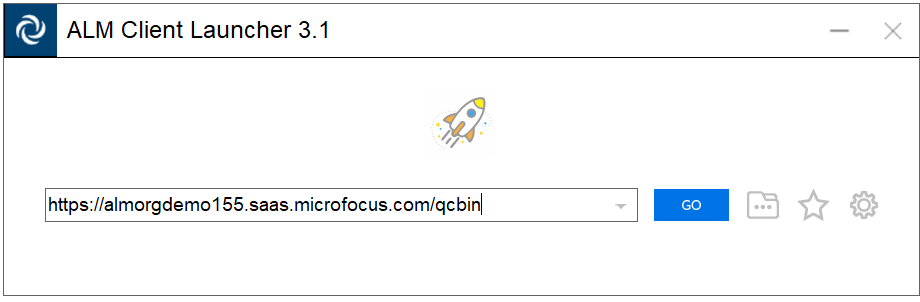 ALM Client Launcher 3.1
https://almorgdemo155.saas.microfocus.com/qcbin
GO